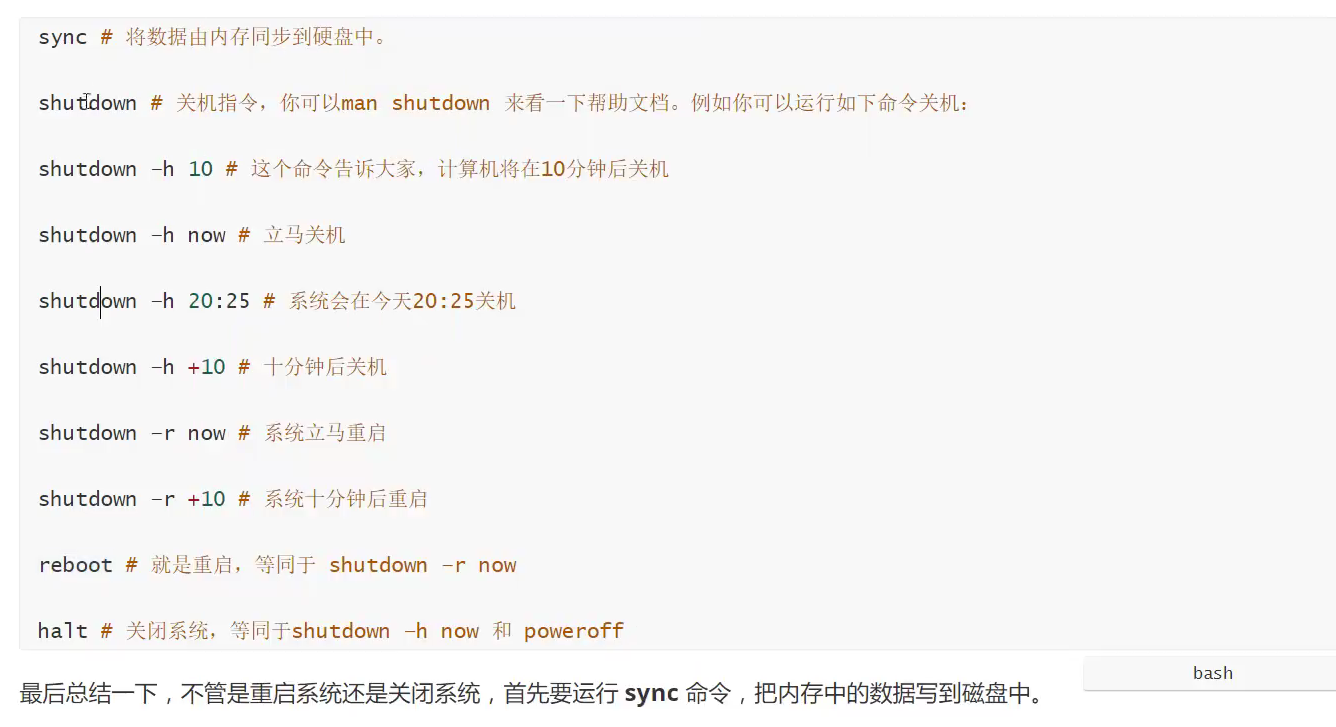 sync # 将数据由内存同步到硬盘中。
shutdown # 关机指令，你可以man shutdown 来看一下帮助文档。例如你可以运行如下命令关机：
shutdown -h 10 # 这个命令告诉大家，计算机将在10分钟后关机
shutdown -h now # 立马关机
shutdown -h 20:25 # 系统会在今天20:25关机
shutdown -h +10 # 十分钟后关机
shutdown -r now # 系统立马重启
shutdown -r +10 # 系统十分钟后重启
reboot # 就是重启，等同于 shutdown -r now
halt # 关闭系统，等同于shutdown -h now 和 poweroff
bash
最后总结一下，不管是重启系统还是关闭系统，首先要运行 sync 命令，把内存中的数据写到磁盘中。